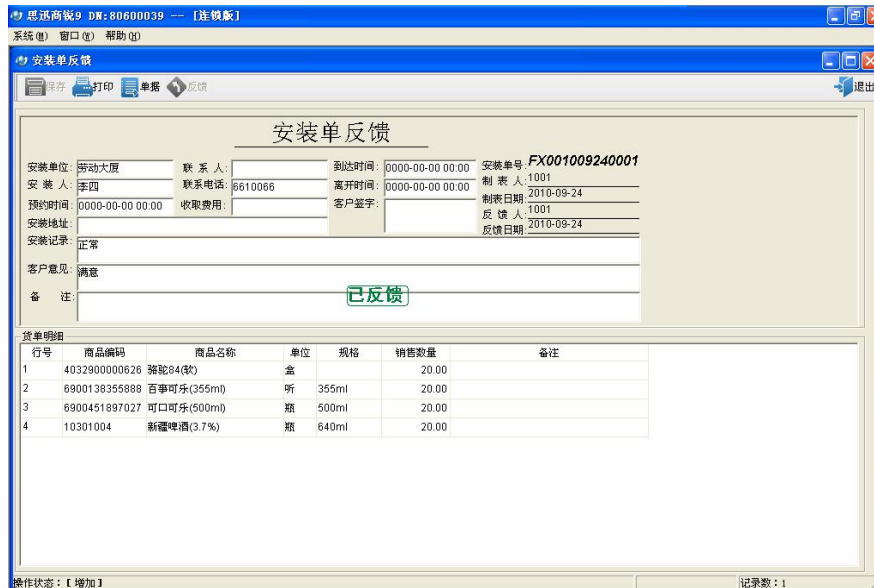 思迅商锐9 DN:80600039 -- [连锁版]
系统(M) 窗口(W) 帮助(H)
安装单反馈
保存 打印 单据 反馈 退出
安装单反馈
安装单位: 劳动大厦 联系人: 到达时间: 0000-00-00 00:00 安装单号: FX001009240001
安装人: 李四 联系电话: 6610066 离开时间: 0000-00-00 00:00 制表人: 1001
预约时间: 0000-00-00 00:00 收取费用: 客户签字: 制表日期: 2010-09-24
安装地址: 反馈人: 1001
反馈日期: 2010-09-24
安装记录: 正常
客户意见: 满意
备 注: 已反馈
货单明细
行号 商品编码 商品名称 单位 规格 销售数量 备注
1 4032900000626 骆驼84(软) 盒 20.00
2 6900138355888 百事可乐(355ml) 听 355ml 20.00
3 6900451897027 可口可乐(500ml) 瓶 500ml 20.00
4 10301004 新疆啤酒(3.7%) 瓶 640ml 20.00
操作状态:【增加】 记录数:1